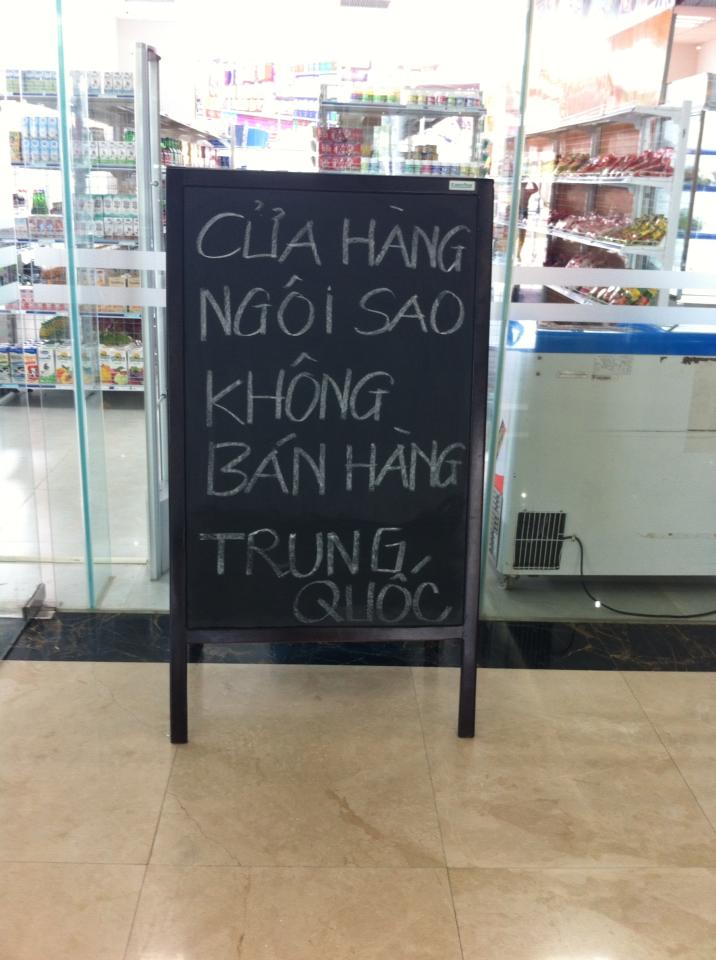 CỬA HÀNG
NGÔI SAO
KHÔNG
BÁN HÀNG
TRUNG
QUỐC